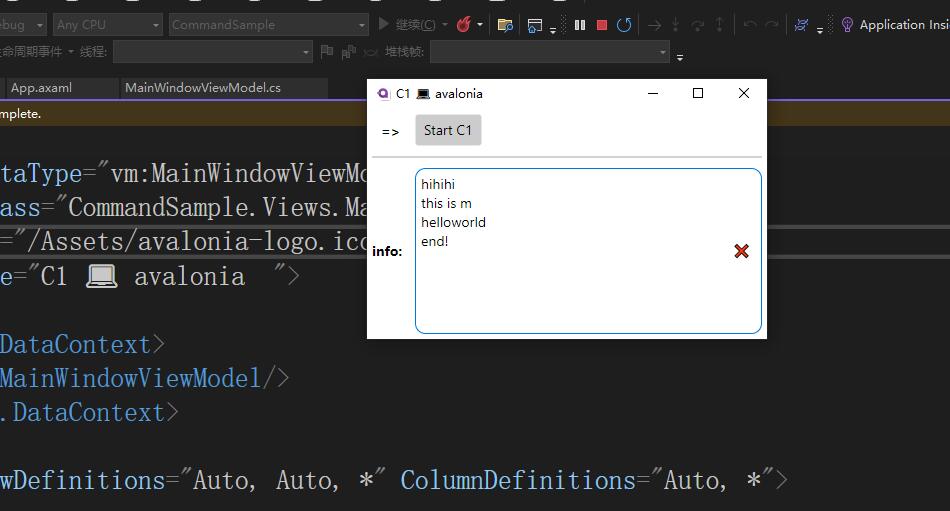 Any CPU CommandSample 继续(C) Application Insi
命周期事件 线程: 堆栈帧:
App.axaml MainWindowViewModel.cs
mplete.
C1 💻 avalonia
=> Start C1
info:
hihihi
this is m
helloworld
end!
taType="vm:MainWindowViewMo
ass="CommandSample.Views.Ma
="/Assets/avalonia-logo.ico
e="C1 💻 avalonia  ">
DataContext>
MainWindowViewModel/>
.DataContext>
wDefinitions="Auto, Auto, *" ColumnDefinitions="Auto, *">